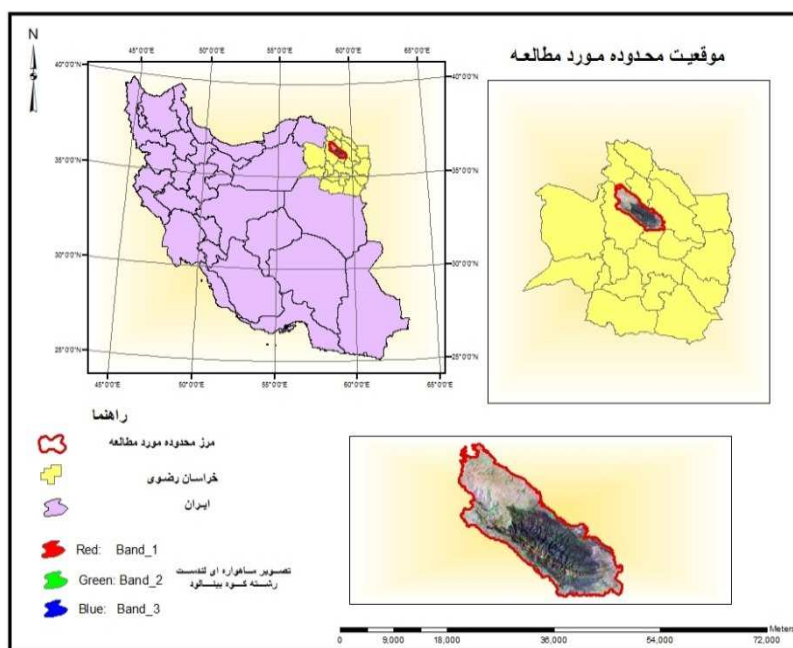 موقعیت محدوده مورد مطالعه
N
45°0'0"E 50°0'0"E 55°0'0"E 60°0'0"E 65°0'0"E
40°0'0"N 40°0'0"N
35°0'0"N 35°0'0"N
30°0'0"N 30°0'0"N
25°0'0"N 25°0'0"N
45°0'0"E 50°0'0"E 55°0'0"E 60°0'0"E 65°0'0"E
راهنما
مرز محدوده مورد مطالعه
خراسان رضوی
ایران
Red: Band_1
Green: Band_2
Blue: Band_3
تصویر ماهواره ای لندست
رشته کوه بینالود
Meters
0 9,000 18,000 36,000 54,000 72,000